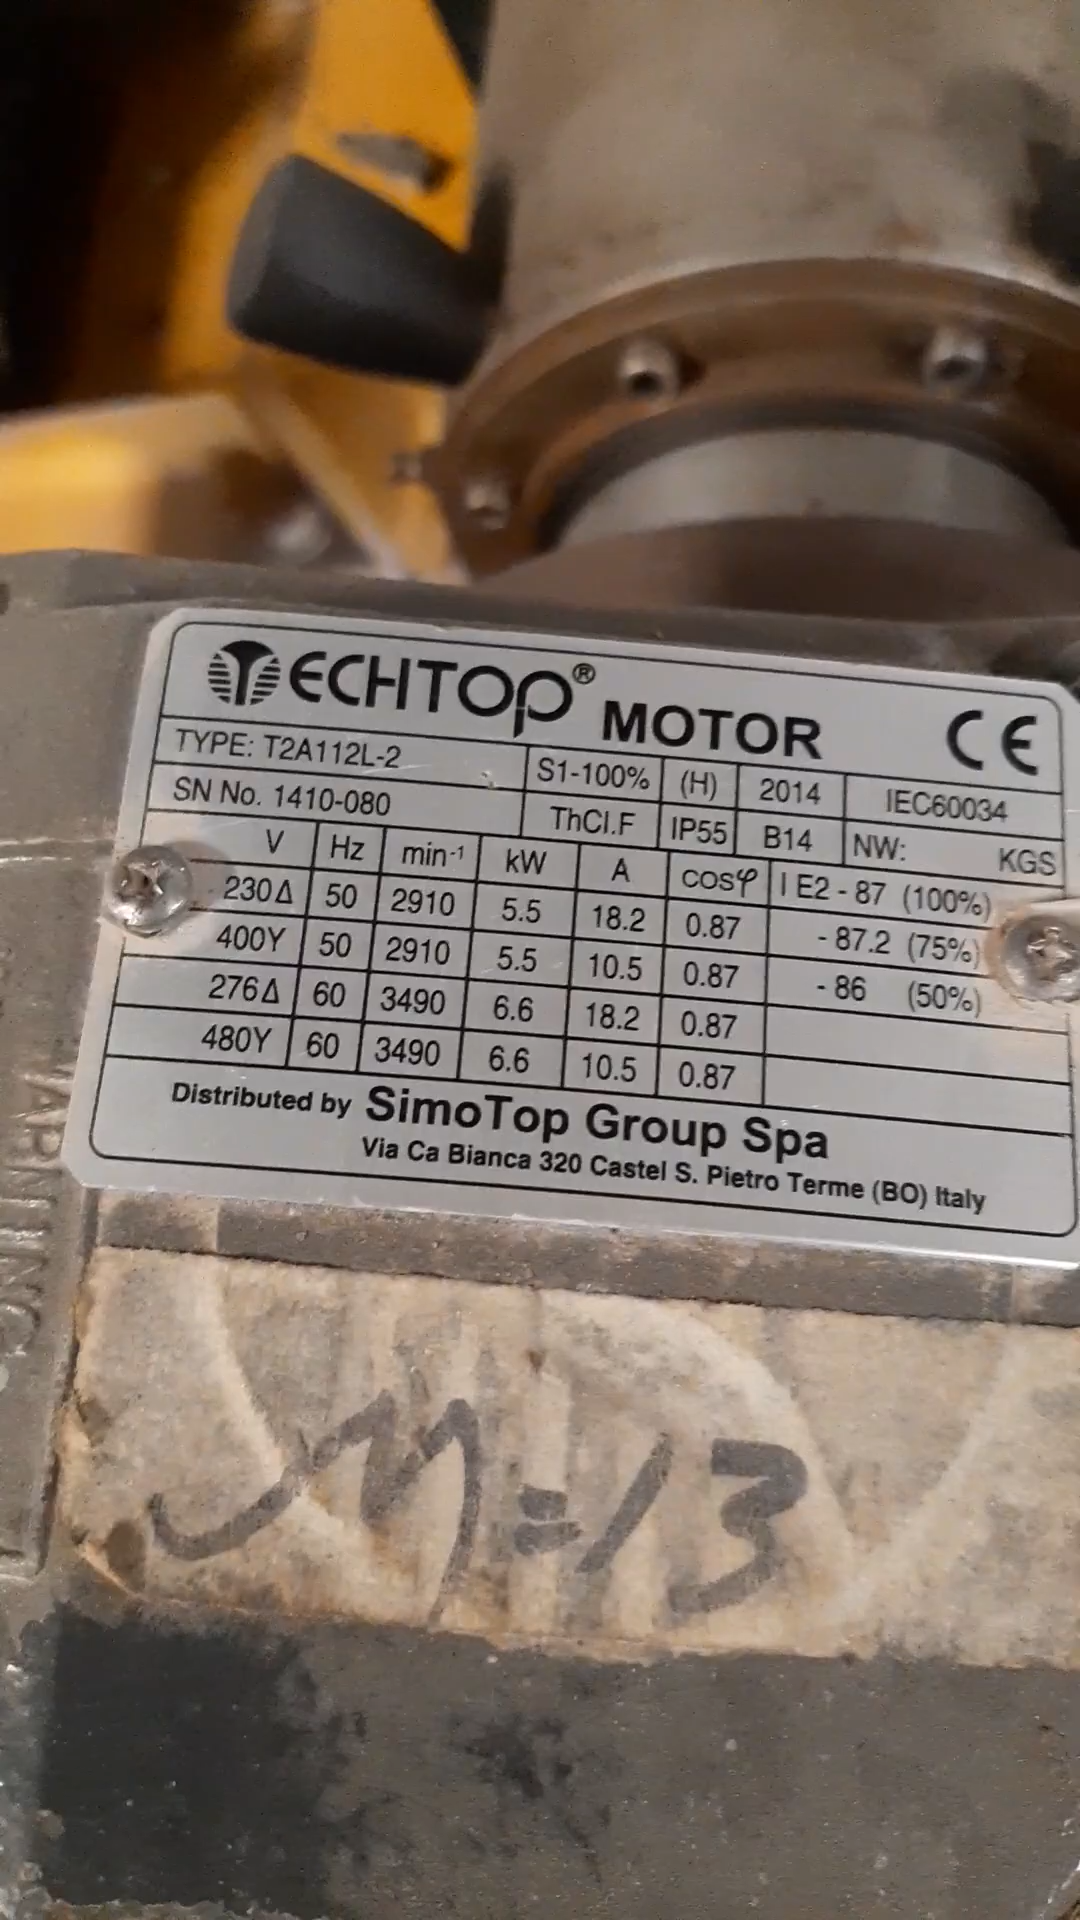 TECHTOP® MOTOR CE
TYPE: T2A112L-2 S1-100% (H) 2014 IEC60034
SN No. 1410-080 ThCl.F IP55 B14 NW: KGS
V Hz min-1 kW A cosφ IE2 - 87 (100%)
230Δ 50 2910 5.5 18.2 0.87 - 87.2 (75%)
400Y 50 2910 5.5 10.5 0.87 - 86 (50%)
276Δ 60 3490 6.6 18.2 0.87
480Y 60 3490 6.6 10.5 0.87
Distributed by SimoTop Group Spa
Via Ca Bianca 320 Castel S. Pietro Terme (BO) Italy
WARNING
M=13